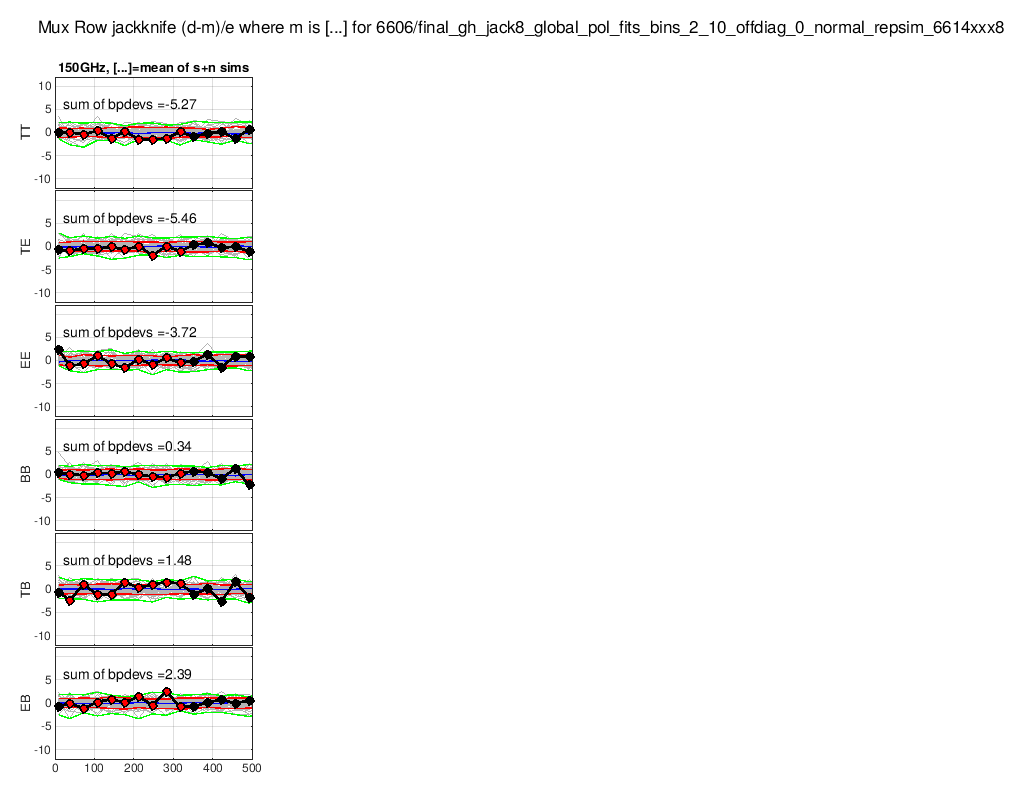 Mux Row jackknife (d-m)/e where m is [...] for 6606/final_gh_jack8_global_pol_fits_bins_2_10_offdiag_0_normal_repsim_6614xxx8
150GHz, [...]=mean of s+n sims
10
5
0
-5
-10
TT
sum of bpdevs =-5.27
5
0
-5
-10
TE
sum of bpdevs =-5.46
5
0
-5
-10
EE
sum of bpdevs =-3.72
5
0
-5
-10
BB
sum of bpdevs =0.34
5
0
-5
-10
TB
sum of bpdevs =1.48
5
0
-5
-10
EB
sum of bpdevs =2.39
0 100 200 300 400 500